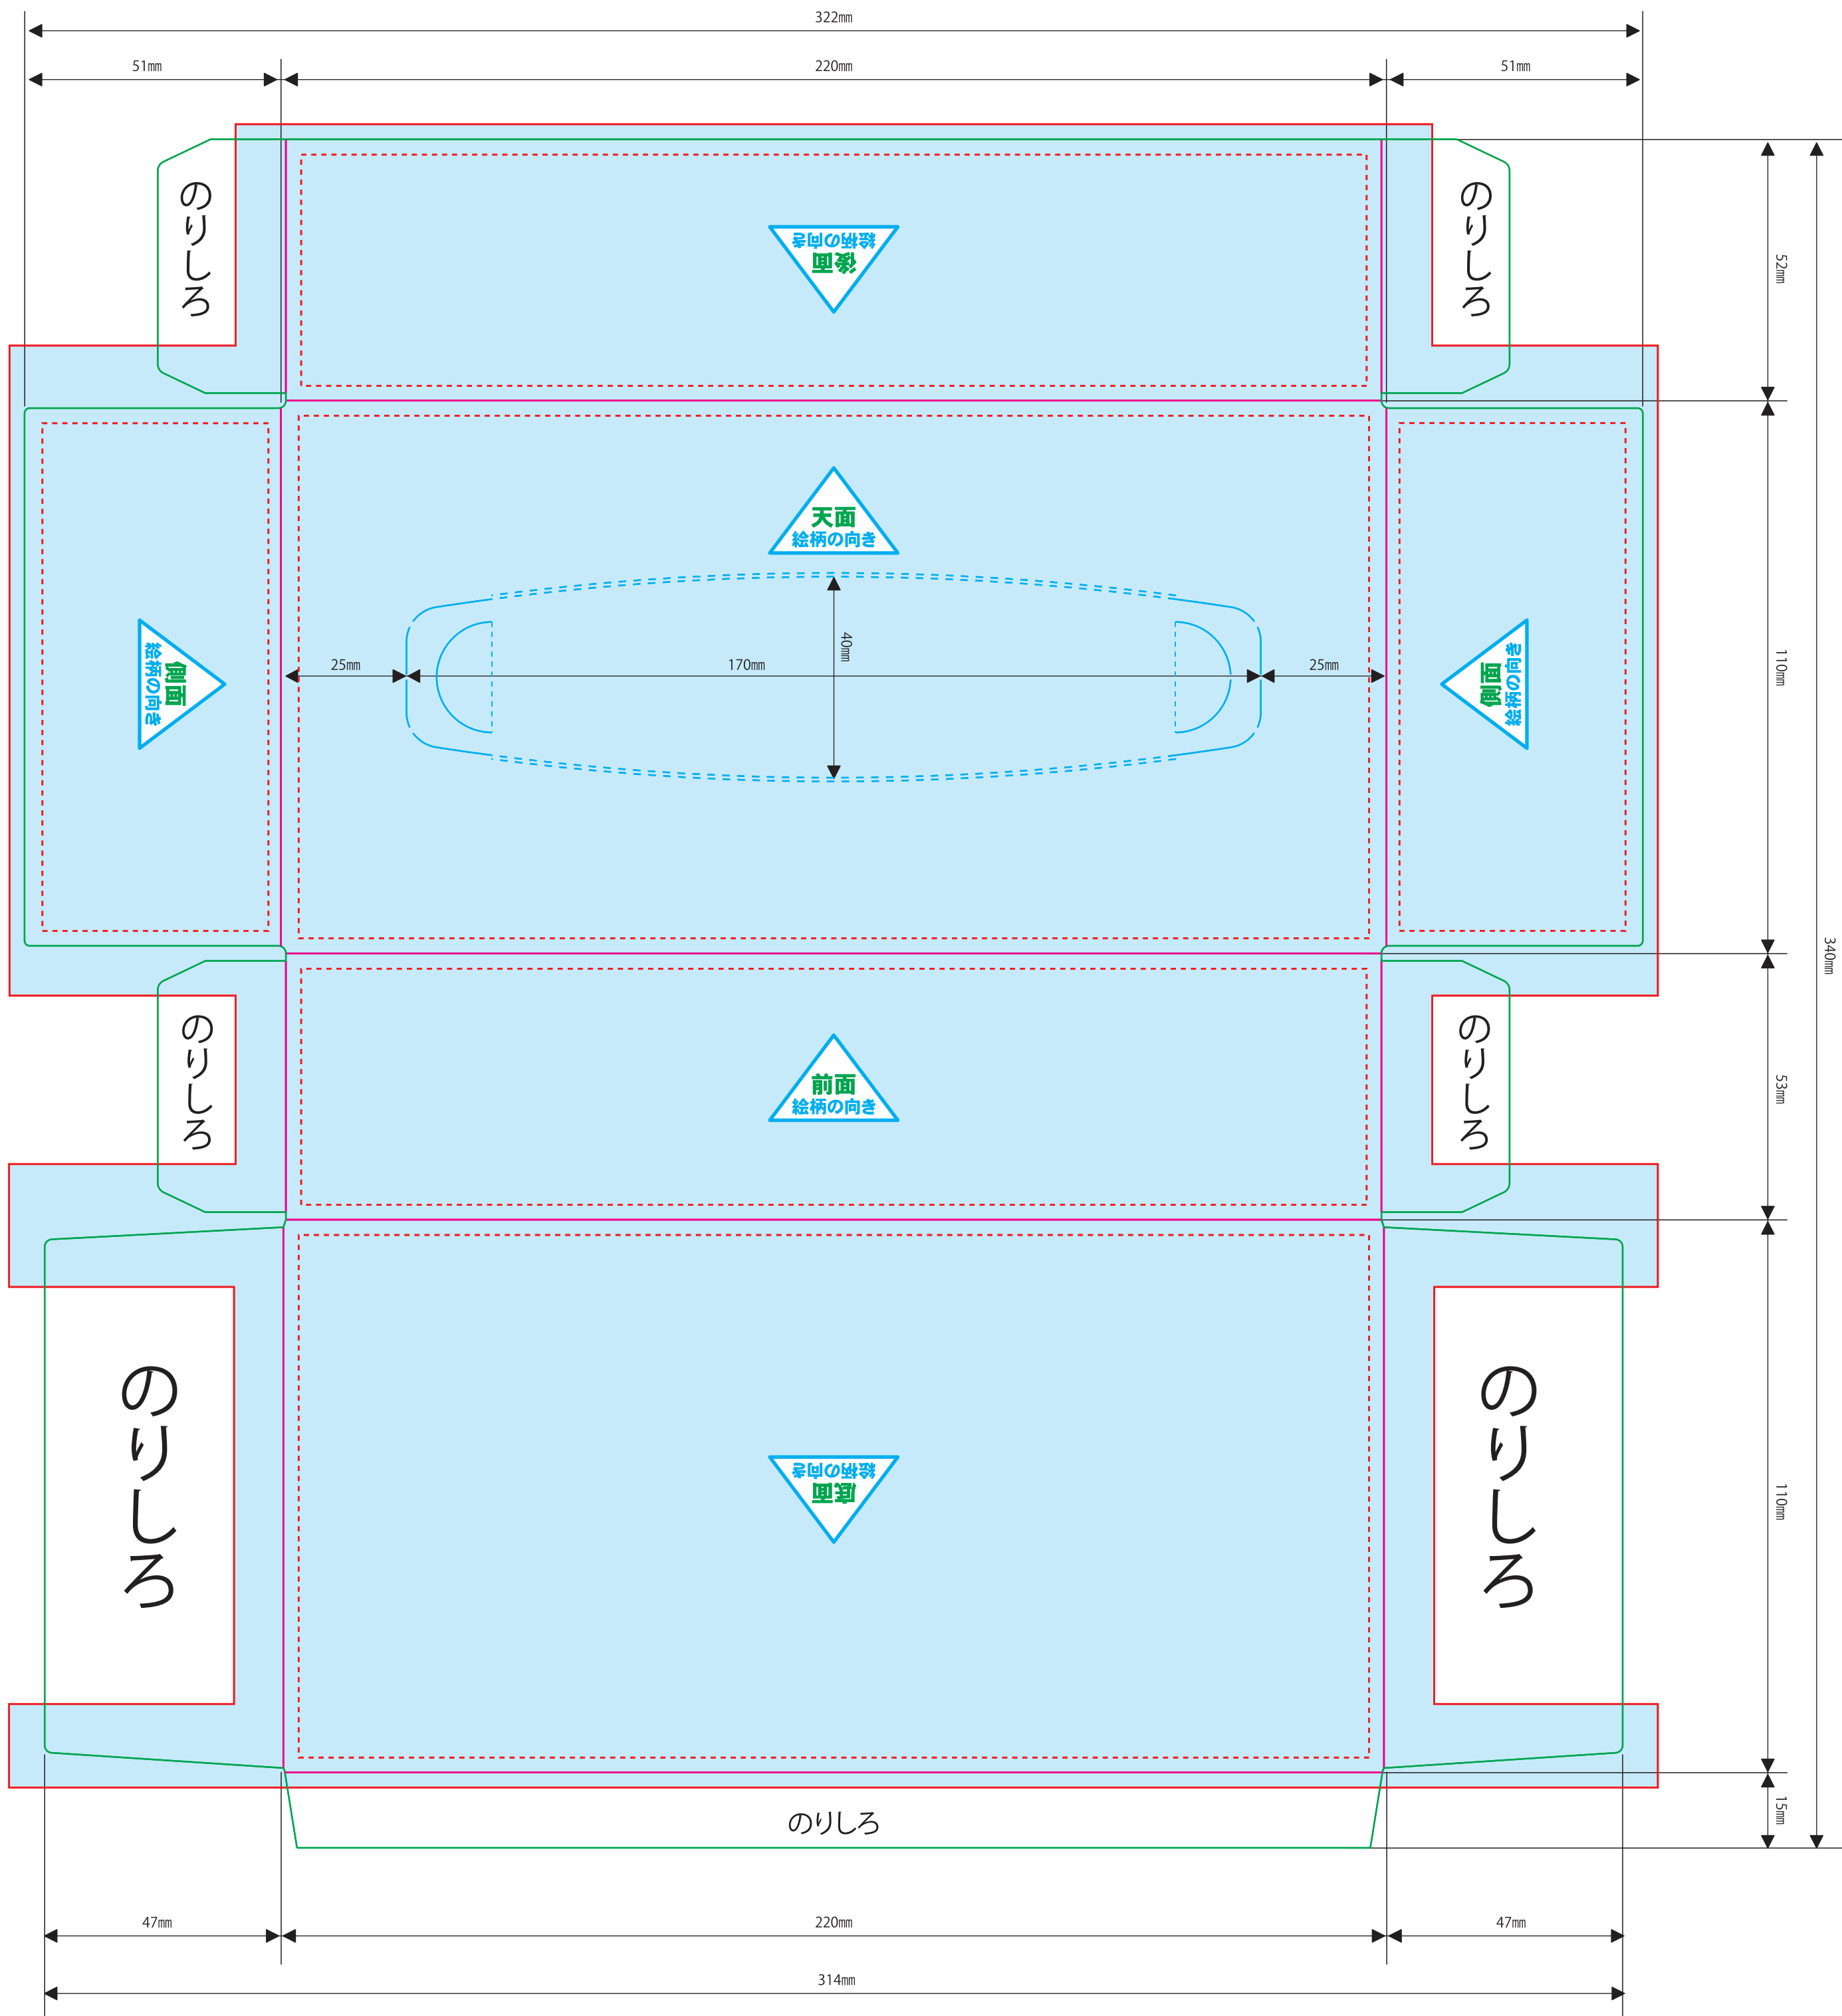 322㎜
51㎜
220㎜
51㎜
のりしろ
絵柄の向き
後面
のりしろ
52㎜
天面
絵柄の向き
側面
絵柄の向き
25㎜
170㎜
40㎜
25㎜
側面
絵柄の向き
110㎜
340㎜
のりしろ
前面
絵柄の向き
のりしろ
53㎜
のりしろ
絵柄の向き
底面
のりしろ
110㎜
のりしろ
15㎜
47㎜
220㎜
47㎜
314㎜